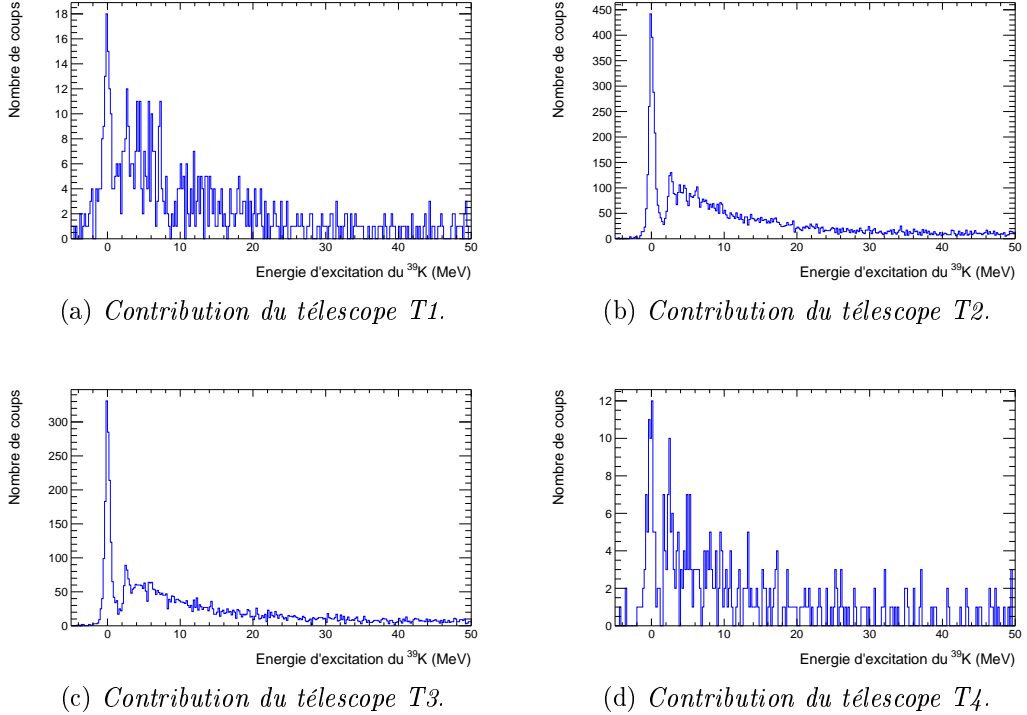 Nombre de coups
18
16
14
12
10
8
6
4
2
0
0 10 20 30 40 50
Energie d'excitation du ³⁹K (MeV)
(a) Contribution du télescope T1.
Nombre de coups
450
400
350
300
250
200
150
100
50
0
0 10 20 30 40 50
Energie d'excitation du ³⁹K (MeV)
(b) Contribution du télescope T2.
Nombre de coups
300
250
200
150
100
50
0
0 10 20 30 40 50
Energie d'excitation du ³⁹K (MeV)
(c) Contribution du télescope T3.
Nombre de coups
12
10
8
6
4
2
0
0 10 20 30 40 50
Energie d'excitation du ³⁹K (MeV)
(d) Contribution du télescope T4.